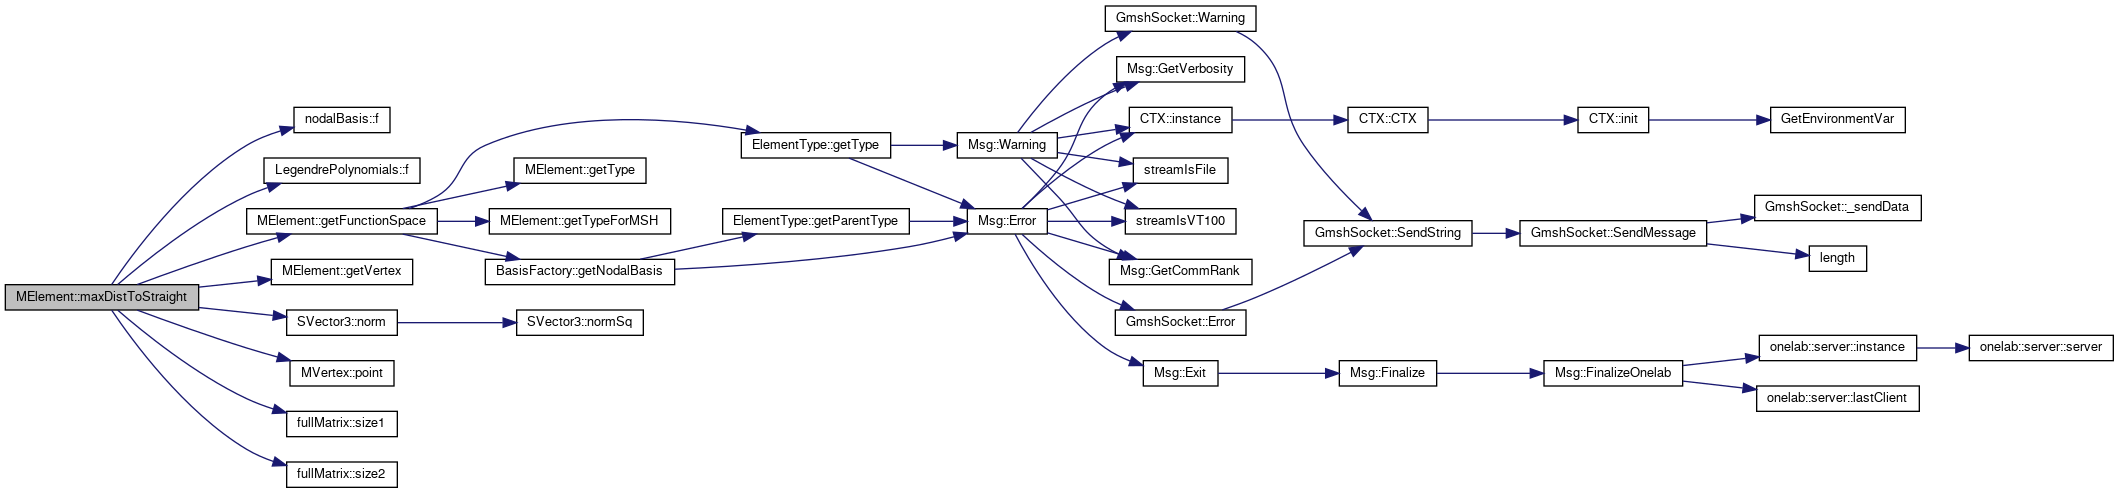 GmshSocket::Warning
Msg::GetVerbosity
nodalBasis::f
CTX::instance
CTX::CTX
CTX::init
GetEnvironmentVar
ElementType::getType
Msg::Warning
LegendrePolynomials::f
MElement::getType
streamIsFile
MElement::getFunctionSpace
MElement::getTypeForMSH
ElementType::getParentType
Msg::Error
streamIsVT100
GmshSocket::SendString
GmshSocket::SendMessage
GmshSocket::_sendData
length
MElement::getVertex
BasisFactory::getNodalBasis
Msg::GetCommRank
MElement::maxDistToStraight
SVector3::norm
SVector3::normSq
GmshSocket::Error
MVertex::point
Msg::Exit
Msg::Finalize
Msg::FinalizeOnelab
onelab::server::instance
onelab::server::server
onelab::server::lastClient
fullMatrix::size1
fullMatrix::size2